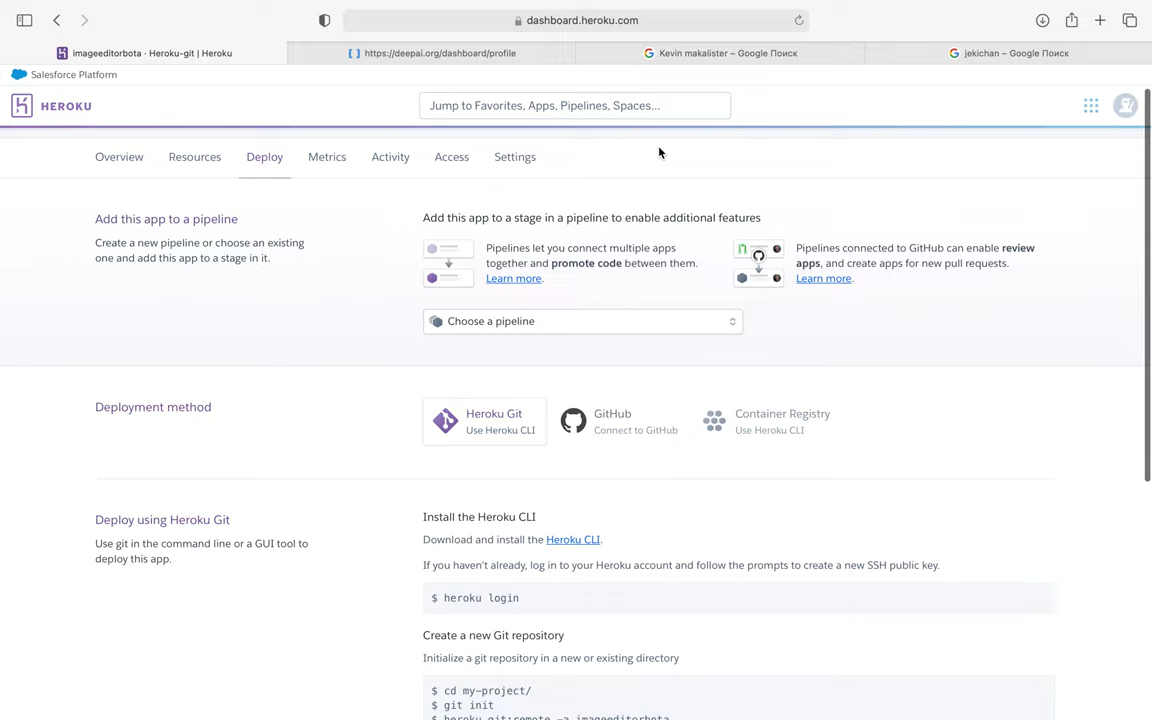 dashboard.heroku.com
imageeditorbota · Heroku-git | Heroku
[ ] https://deepai.org/dashboard/profile
Kevin makalister – Google Поиск
jekichan – Google Поиск
Salesforce Platform
HEROKU
Jump to Favorites, Apps, Pipelines, Spaces...
Overview Resources Deploy Metrics Activity Access Settings
Add this app to a pipeline
Create a new pipeline or choose an existing
one and add this app to a stage in it.
Add this app to a stage in a pipeline to enable additional features
Pipelines let you connect multiple apps
together and promote code between them.
Learn more.
Pipelines connected to GitHub can enable review
apps, and create apps for new pull requests.
Learn more.
Choose a pipeline
Deployment method
Heroku Git
Use Heroku CLI
GitHub
Connect to GitHub
Container Registry
Use Heroku CLI
Deploy using Heroku Git
Use git in the command line or a GUI tool to
deploy this app.
Install the Heroku CLI
Download and install the Heroku CLI.
If you haven't already, log in to your Heroku account and follow the prompts to create a new SSH public key.
$ heroku login
Create a new Git repository
Initialize a git repository in a new or existing directory
$ cd my-project/
$ git init
$ heroku git:remote -a imageeditorbota